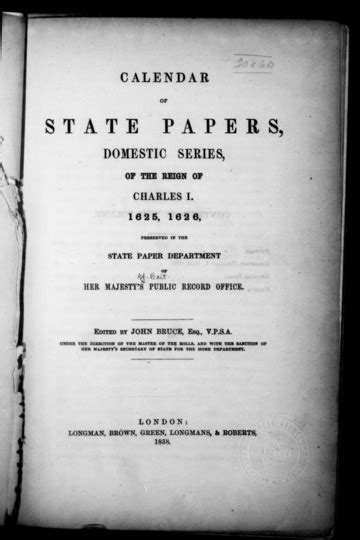 CALENDAR
OF
STATE PAPERS,
DOMESTIC SERIES,
OF THE REIGN OF
CHARLES I.
1625, 1626,
PRESERVED IN THE
STATE PAPER DEPARTMENT
OF
HER MAJESTY'S PUBLIC RECORD OFFICE.
EDITED BY JOHN BRUCE, ESQ., V.P.S.A.
UNDER THE DIRECTION OF THE MASTER OF THE ROLLS, AND WITH THE SANCTION OF
HER MAJESTY'S SECRETARY OF STATE FOR THE HOME DEPARTMENT.
LONDON:
LONGMAN, BROWN, GREEN, LONGMANS, & ROBERTS,
1858.